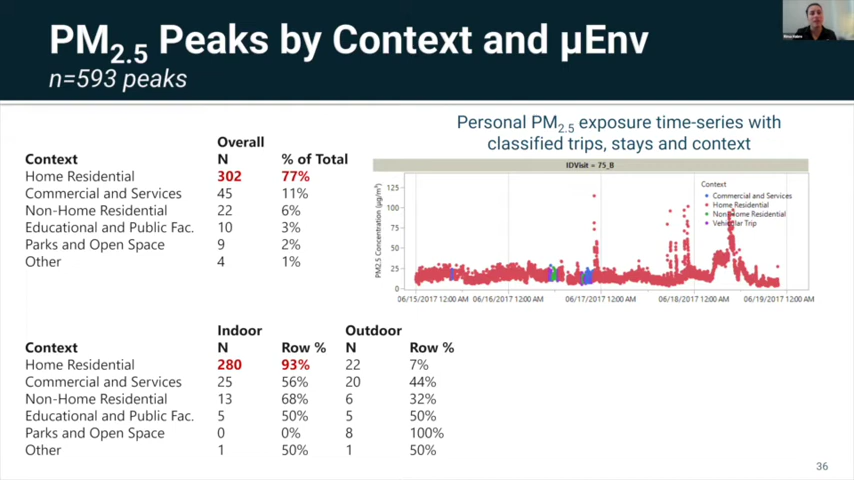 PM2.5 Peaks by Context and µEnv
n=593 peaks
Overall
Context N % of Total
Home Residential 302 77%
Commercial and Services 45 11%
Non-Home Residential 22 6%
Educational and Public Fac. 10 3%
Parks and Open Space 9 2%
Other 4 1%
Personal PM2.5 exposure time-series with
classified trips, stays and context
IDVisit = 75_B
Context
Commercial and Services
Home Residential
Non-Home Residential
Vehicular Trip
PM2.5 Concentration (µg/m³)
125
100
75
50
25
0
06/15/2017 12:00 AM 06/16/2017 12:00 AM 06/17/2017 12:00 AM 06/18/2017 12:00 AM 06/19/2017 12:00 AM
Indoor Outdoor
Context N Row % N Row %
Home Residential 280 93% 22 7%
Commercial and Services 25 56% 20 44%
Non-Home Residential 13 68% 6 32%
Educational and Public Fac. 5 50% 5 50%
Parks and Open Space 0 0% 8 100%
Other 1 50% 1 50%
36